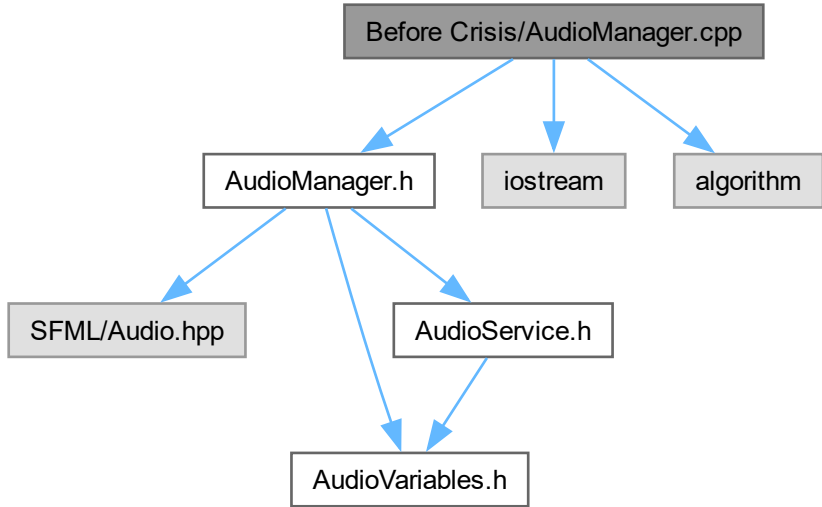 Before Crisis/AudioManager.cpp
AudioManager.h
iostream
algorithm
SFML/Audio.hpp
AudioService.h
AudioVariables.h